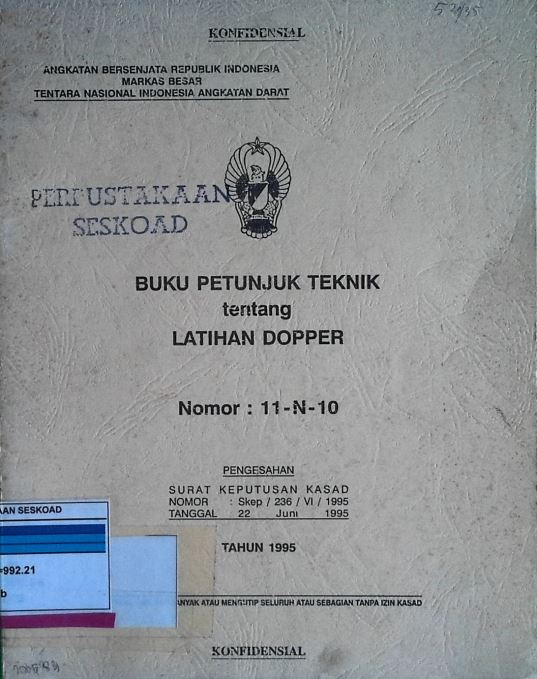 KONFIDENSIAL
ANGKATAN BERSENJATA REPUBLIK INDONESIA
MARKAS BESAR
TENTARA NASIONAL INDONESIA ANGKATAN DARAT
PERPUSTAKAAN
SESKOAD
BUKU PETUNJUK TEKNIK
tentang
LATIHAN DOPPER
Nomor : 11-N-10
PENGESAHAN
SURAT KEPUTUSAN KASAD
NOMOR : Skep / 236 / VI / 1995
TANGGAL 22 Juni 1995
TAHUN 1995
AAN SESKOAD
992.21
b
ANYAK ATAU MENGUTIP SELURUH ATAU SEBAGIAN TANPA IZIN KASAD
KONFIDENSIAL